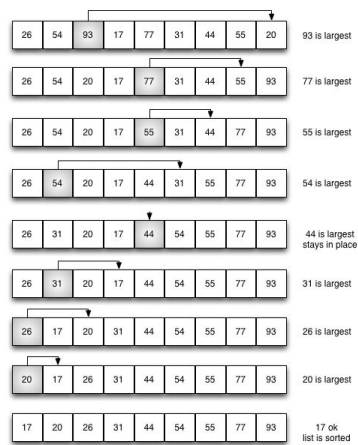 26 54 93 17 77 31 44 55 20 93 is largest
26 54 20 17 77 31 44 55 93 77 is largest
26 54 20 17 55 31 44 77 93 55 is largest
26 54 20 17 44 31 55 77 93 54 is largest
26 31 20 17 44 54 55 77 93 44 is largest
stays in place
26 31 20 17 44 54 55 77 93 31 is largest
26 17 20 31 44 54 55 77 93 26 is largest
20 17 26 31 44 54 55 77 93 20 is largest
17 20 26 31 44 54 55 77 93 17 ok
list is sorted